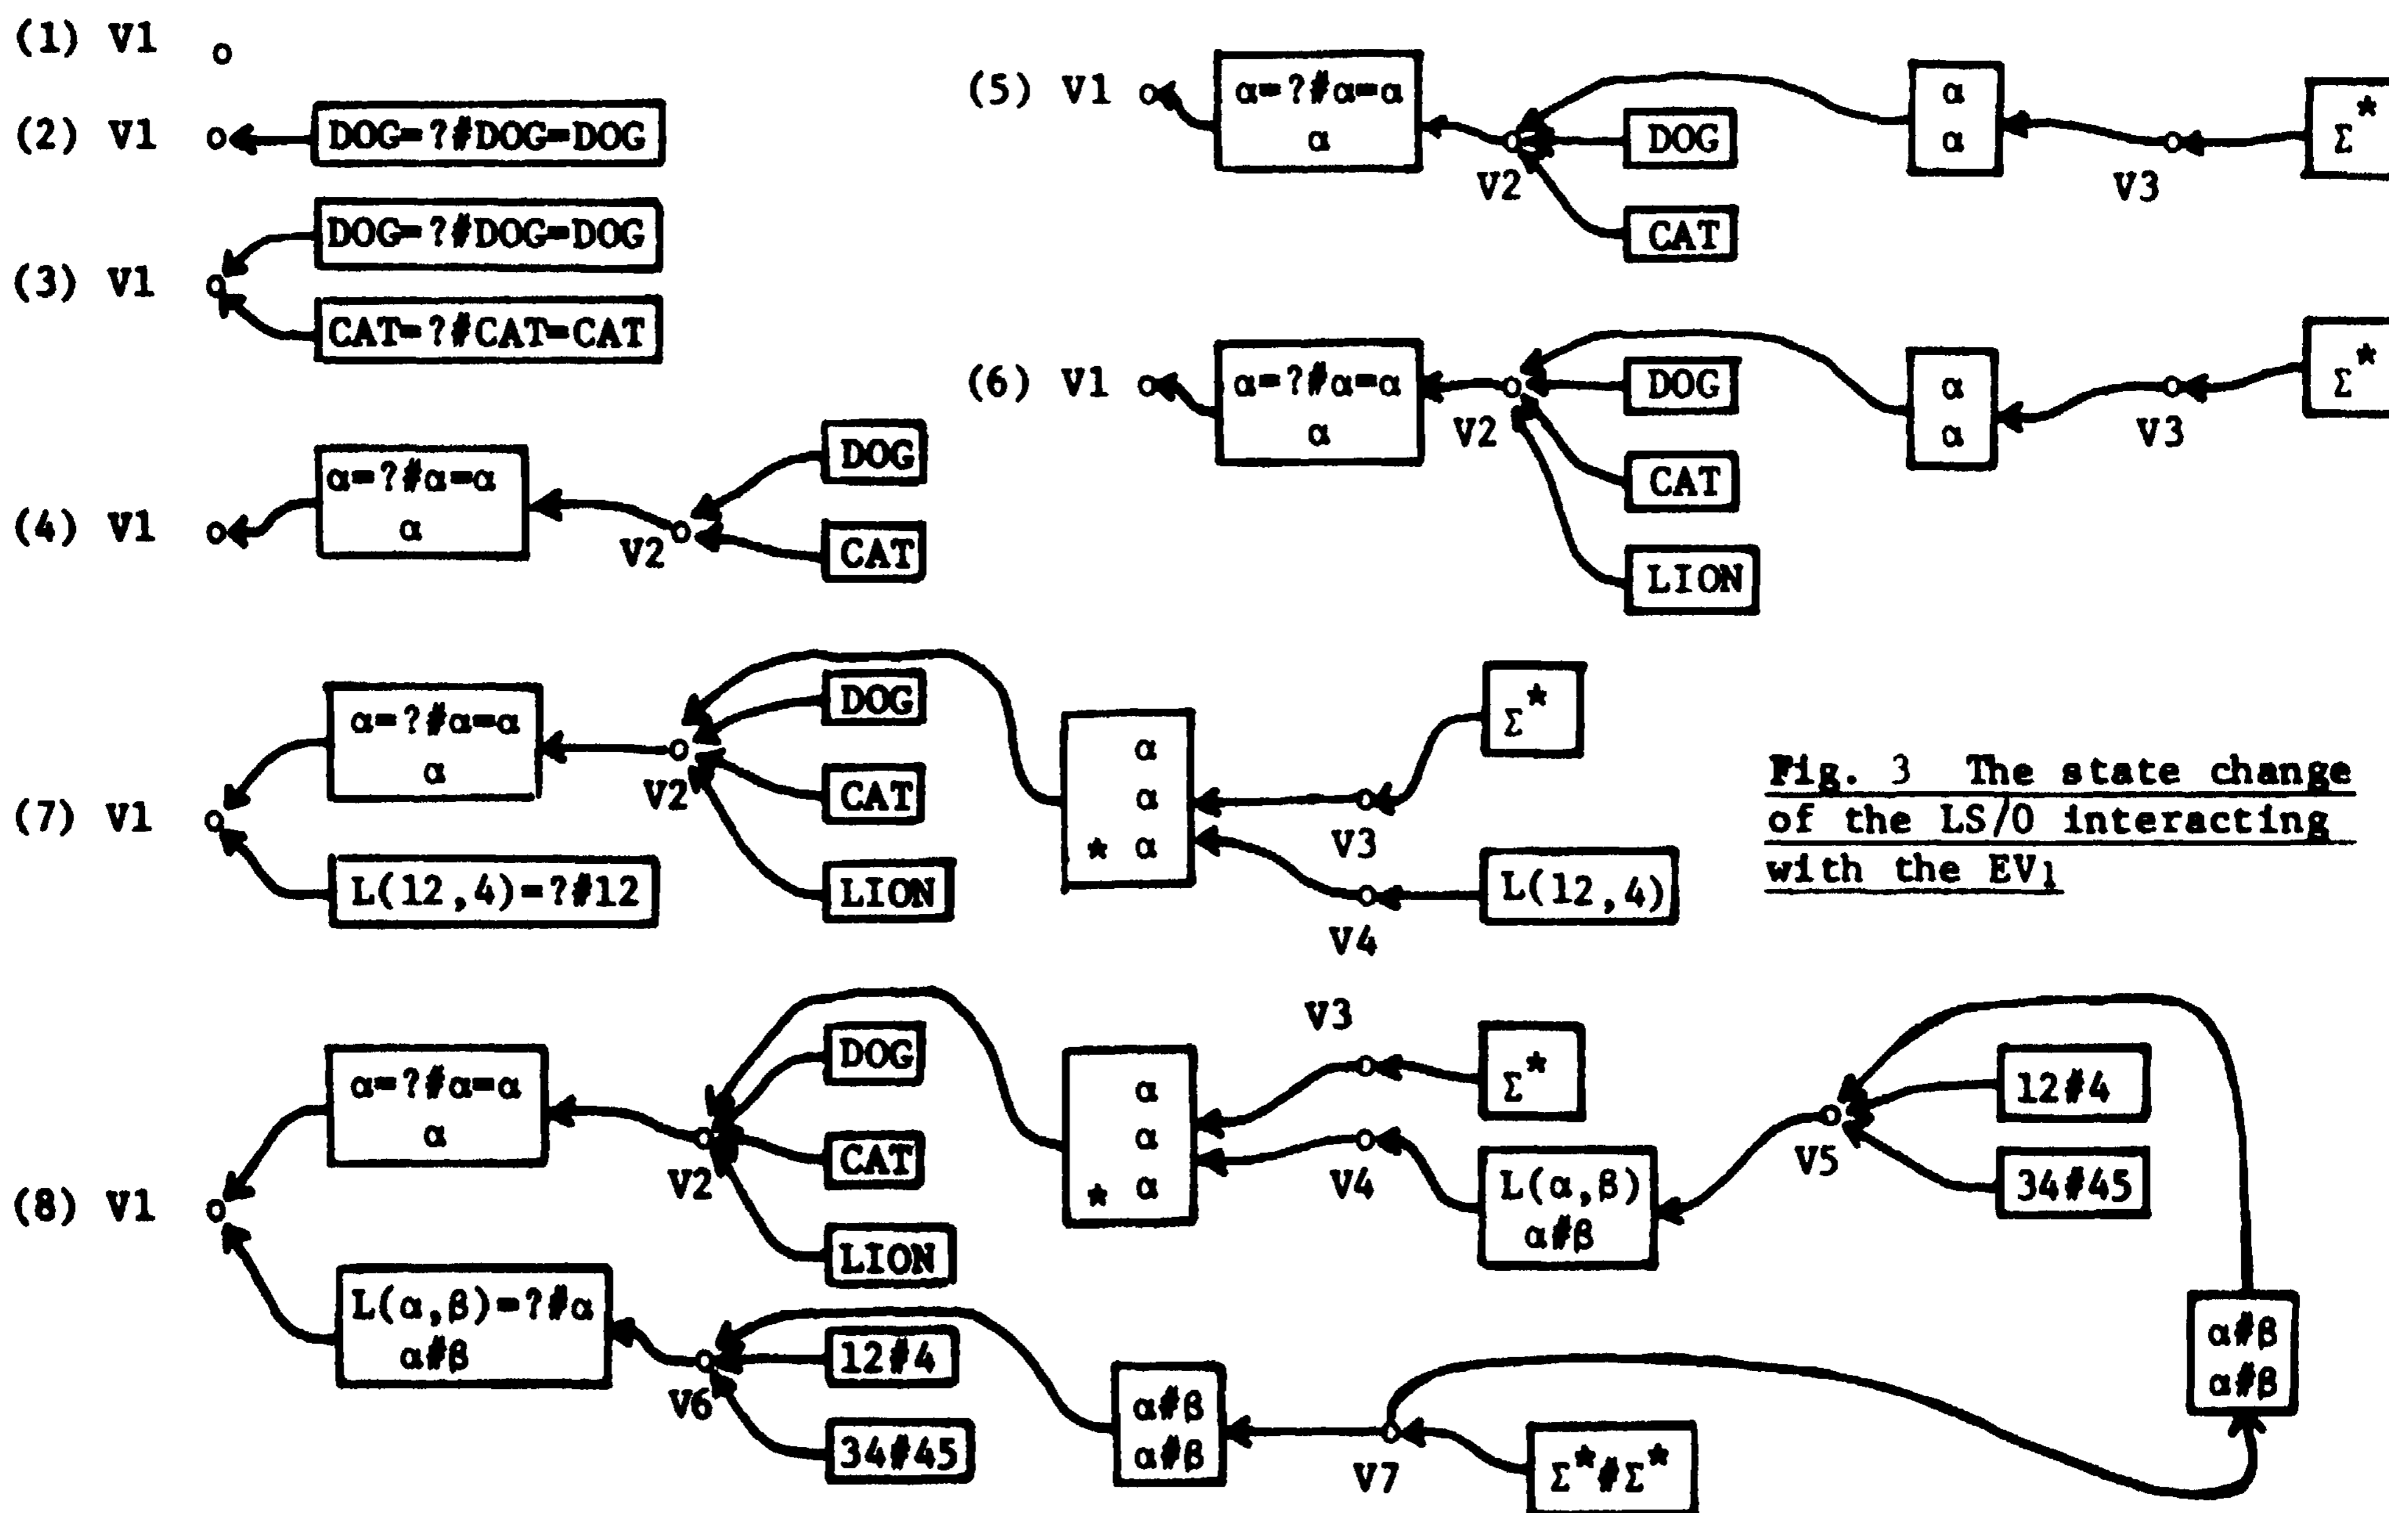 (1) V1
(2) V1
DOG=?#DOG=DOG
(3) V1
DOG=?#DOG=DOG
CAT=?#CAT=CAT
(4) V1
α=?#α=α
α
V2
DOG
CAT
(5) V1
α=?#α=α
α
V2
DOG
CAT
α
α
V3
Σ*
(6) V1
α=?#α=α
α
V2
DOG
CAT
LION
α
α
V3
Σ*
(7) V1
α=?#α=α
α
L(12,4)=?#12
V2
DOG
CAT
LION
α
α
* α
V3
Σ*
V4
L(12,4)
Fig. 3 The state change
of the LS/0 interacting
with the EV1
(8) V1
α=?#α=α
α
V2
DOG
CAT
LION
α
α
* α
V3
Σ*
V4
L(α,β)
α#β
V5
12#4
34#45
α#β
α#β
L(α,β)=?#α
α#β
V6
12#4
34#45
α#β
α#β
V7
Σ*#Σ*